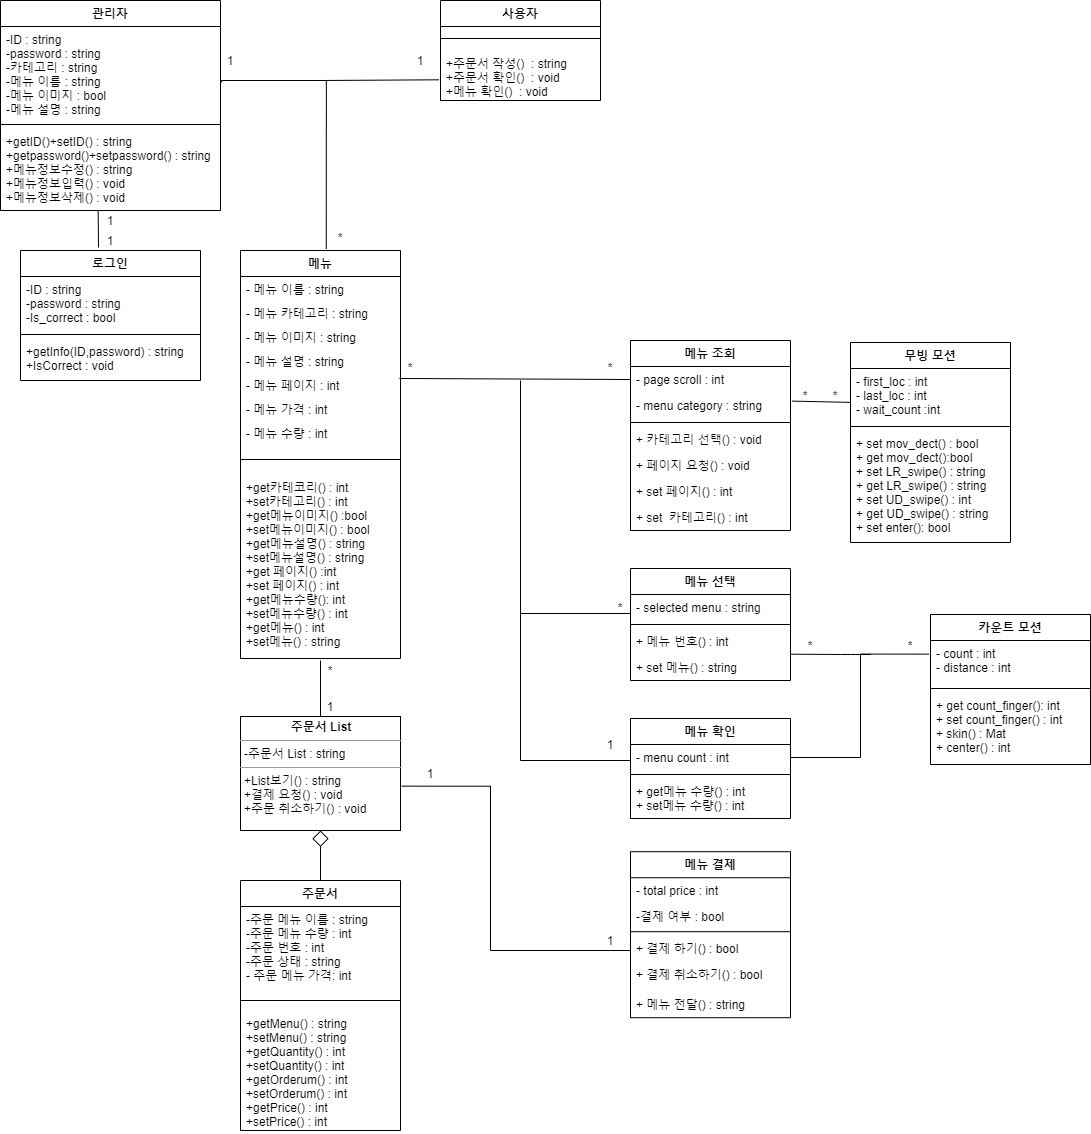 관리자
-ID : string
-password : string
-카테고리 : string
-메뉴 이름 : string
-메뉴 이미지 : bool
-메뉴 설명 : string
+getID()+setID() : string
+getpassword()+setpassword() : string
+메뉴정보수정() : string
+메뉴정보입력() : void
+메뉴정보삭제() : void
사용자
+주문서 작성()  : string
+주문서 확인()  : void
+메뉴 확인()  : void
1
1
*
1
1
로그인
-ID : string
-password : string
-Is_correct : bool
+getInfo(ID,password) : string
+IsCorrect : void
메뉴
- 메뉴 이름 : string
- 메뉴 카테고리 : string
- 메뉴 이미지 : string
- 메뉴 설명 : string
- 메뉴 페이지 : int
- 메뉴 가격 : int
- 메뉴 수량 : int
+get카테코리() : int
+set카테고리() : int
+get메뉴이미지() :bool
+set메뉴이미지() : bool
+get메뉴설명() : string
+set메뉴설명() : string
+get 페이지() :int
+set 페이지() : int
+get메뉴수량(): int
+set메뉴수량() : int
+get메뉴() : int
+set메뉴() : string
*
*
메뉴 조회
- page scroll : int
- menu category : string
+ 카테고리 선택() : void
+ 페이지 요청() : void
+ set 페이지() : int
+ set  카테고리() : int
*
*
무빙 모션
- first_loc : int
- last_loc : int
- wait_count :int
+ set mov_dect() : bool
+ get mov_dect():bool
+ set LR_swipe() : string
+ get LR_swipe() : string
+ set UD_swipe() : int
+ get UD_swipe() : string
+ set enter(): bool
*
메뉴 선택
- selected menu : string
+ 메뉴 번호() : int
+ set 메뉴() : string
*
*
카운트 모션
- count : int
- distance : int
+ get count_finger(): int
+ set count_finger() : int
+ skin() : Mat
+ center() : int
1
메뉴 확인
- menu count : int
+ get메뉴 수량() : int
+ set메뉴 수량() : int
*
1
주문서 List
-주문서 List : string
+List보기() : string
+결제 요청() : void
+주문 취소하기() : void
1
1
메뉴 결제
- total price : int
-결제 여부 : bool
+ 결제 하기() : bool
+ 결제 취소하기() : bool
+ 메뉴 전달() : string
주문서
-주문 메뉴 이름 : string
-주문 메뉴 수량 : int
-주문 번호 : int
-주문 상태 : string
- 주문 메뉴 가격: int
+getMenu() : string
+setMenu() : string
+getQuantity() : int
+setQuantity() : int
+getOrderum() : int
+setOrderum() : int
+getPrice() : int
+setPrice() : int